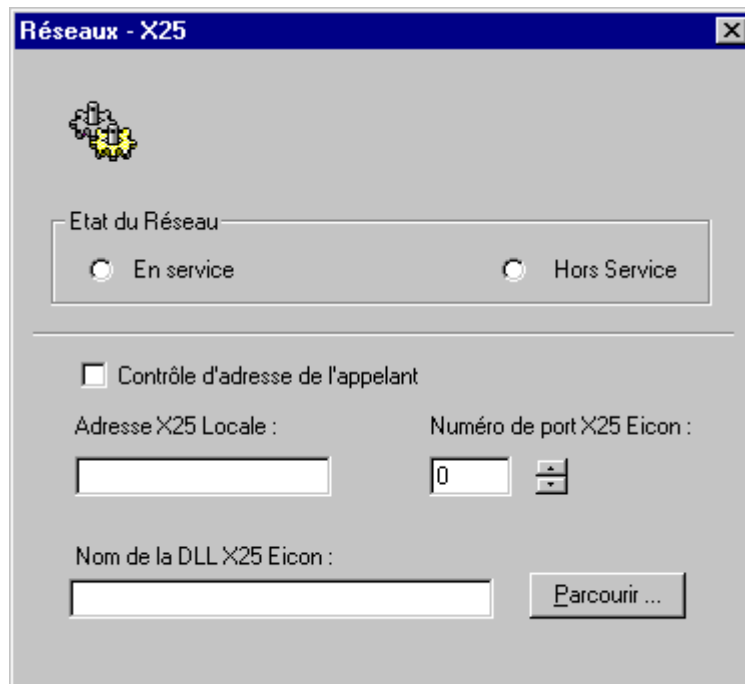 Réseaux - X25
Etat du Réseau
En service Hors Service
Contrôle d'adresse de l'appelant
Adresse X25 Locale : Numéro de port X25 Eicon :
0
Nom de la DLL X25 Eicon :
Parcourir ...